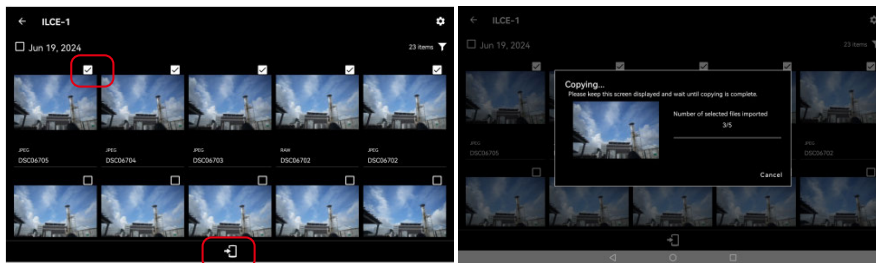 ILCE-1
Jun 19, 2024
23 items
JPEG
DSC06705
JPEG
DSC06704
JPEG
DSC06703
RAW
DSC06702
JPEG
DSC06702
ILCE-1
Jun 19, 2024
23 items
Copying...
Please keep this screen displayed and wait until copying is complete.
Number of selected files imported
3/5
Cancel
JPEG
DSC06705
JPEG
DSC06702